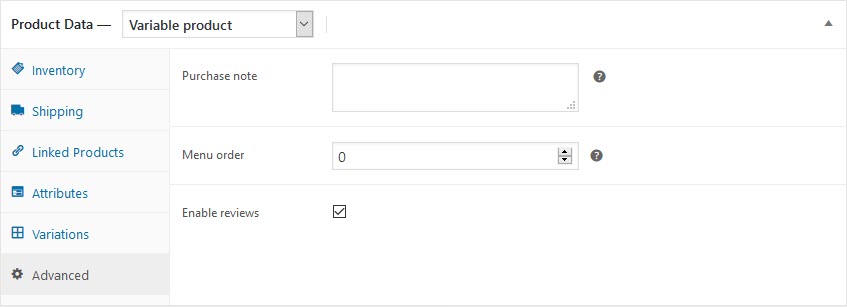 Product Data — Variable product
Inventory
Shipping
Linked Products
Attributes
Variations
Advanced
Purchase note
?
Menu order
0
?
Enable reviews